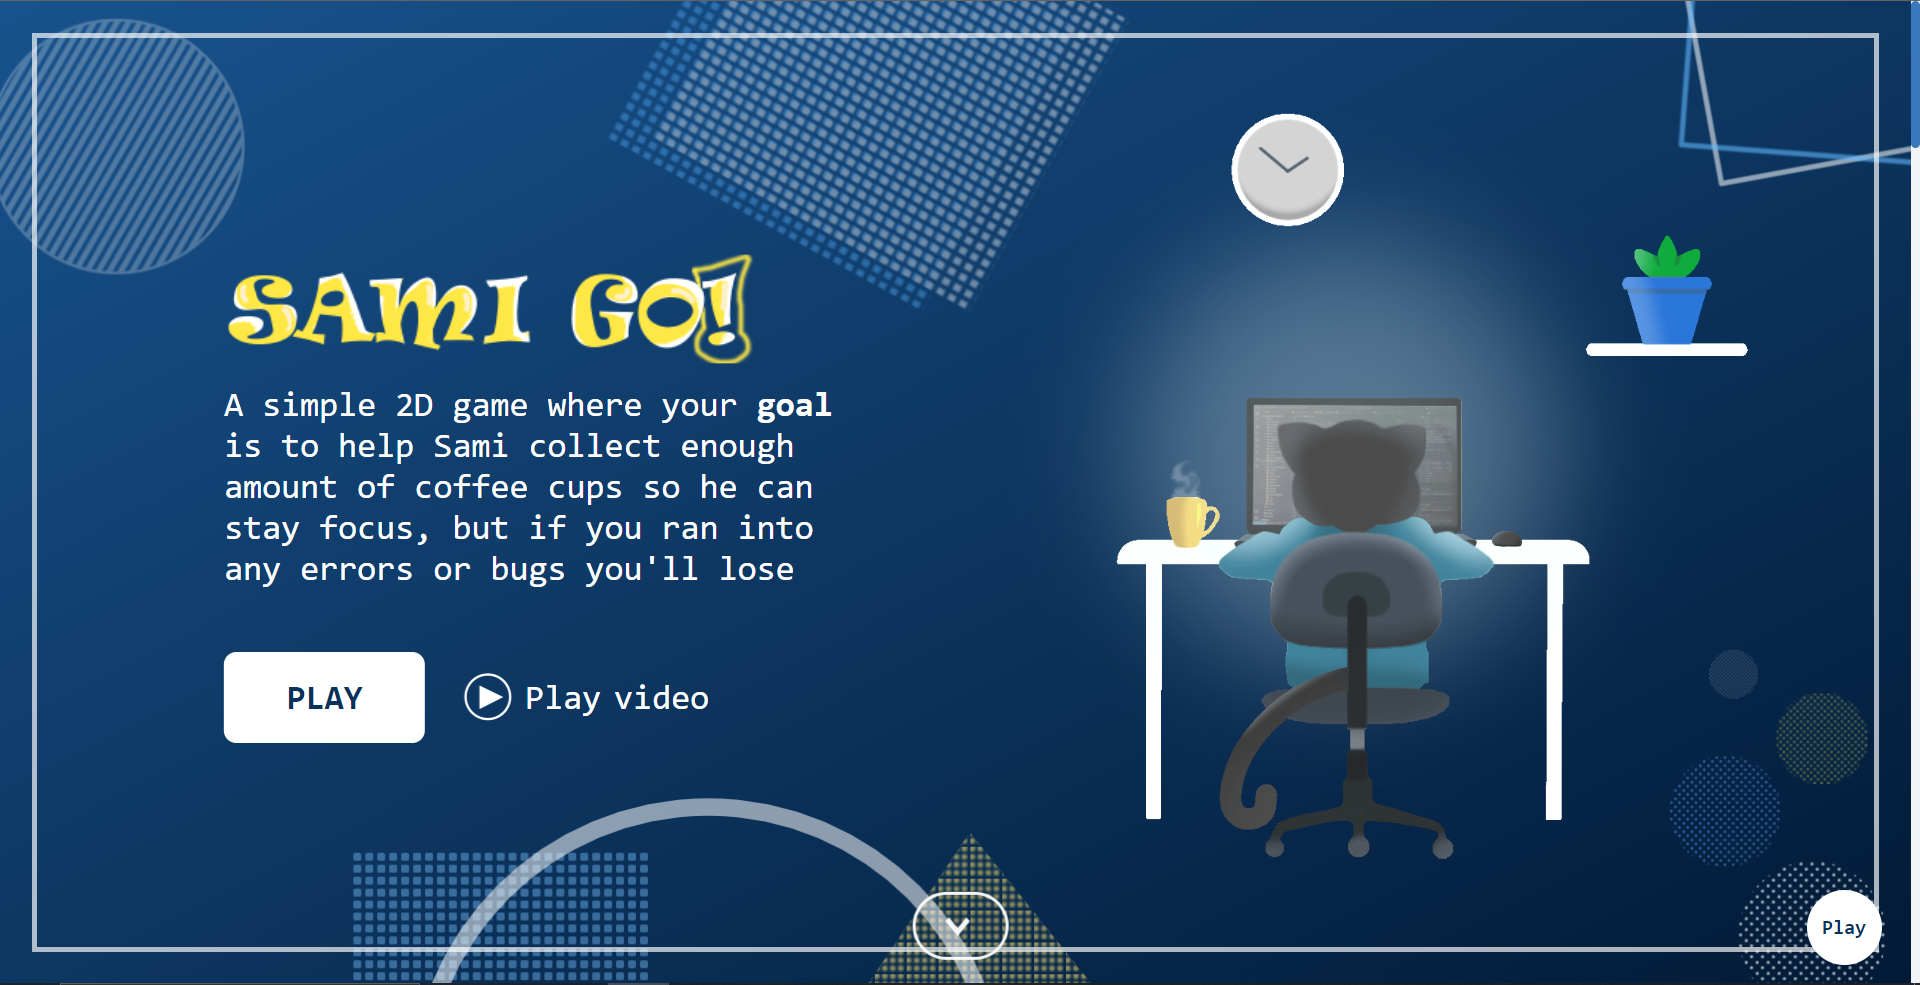 SAMI GO!
A simple 2D game where your goal
is to help Sami collect enough
amount of coffee cups so he can
stay focus, but if you ran into
any errors or bugs you'll lose
PLAY
Play video
Play